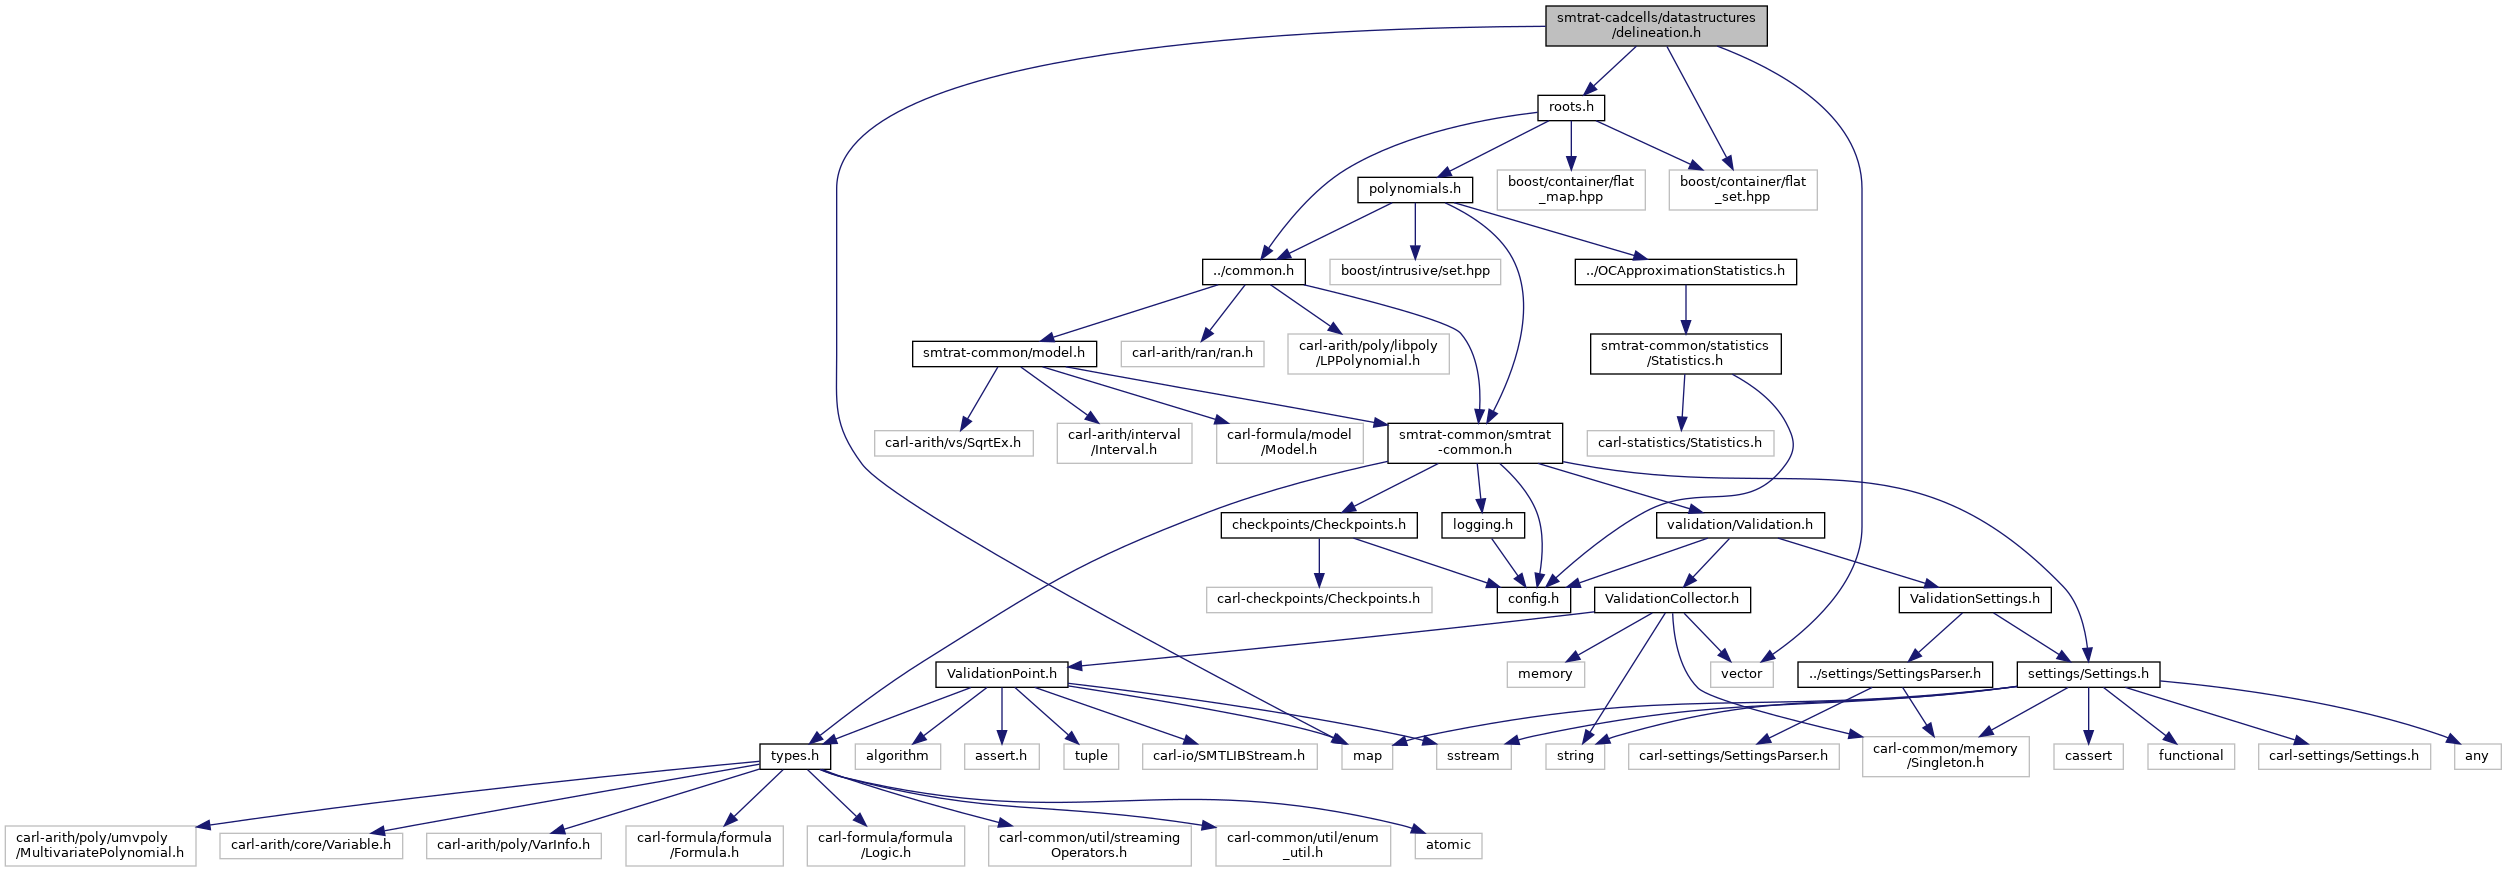 smtrat-cadcells/datastructures
/delineation.h
roots.h
polynomials.h
boost/container/flat
_map.hpp
boost/container/flat
_set.hpp
../common.h
boost/intrusive/set.hpp
../OCApproximationStatistics.h
smtrat-common/model.h
carl-arith/ran/ran.h
carl-arith/poly/libpoly
/LPPolynomial.h
smtrat-common/statistics
/Statistics.h
carl-arith/vs/SqrtEx.h
carl-arith/interval
/Interval.h
carl-formula/model
/Model.h
smtrat-common/smtrat
-common.h
carl-statistics/Statistics.h
checkpoints/Checkpoints.h
logging.h
validation/Validation.h
carl-checkpoints/Checkpoints.h
config.h
ValidationCollector.h
ValidationSettings.h
ValidationPoint.h
memory
vector
../settings/SettingsParser.h
settings/Settings.h
types.h
algorithm
assert.h
tuple
carl-io/SMTLIBStream.h
map
sstream
string
carl-settings/SettingsParser.h
carl-common/memory
/Singleton.h
cassert
functional
carl-settings/Settings.h
any
carl-arith/poly/umvpoly
/MultivariatePolynomial.h
carl-arith/core/Variable.h
carl-arith/poly/VarInfo.h
carl-formula/formula
/Formula.h
carl-formula/formula
/Logic.h
carl-common/util/streaming
Operators.h
carl-common/util/enum
_util.h
atomic